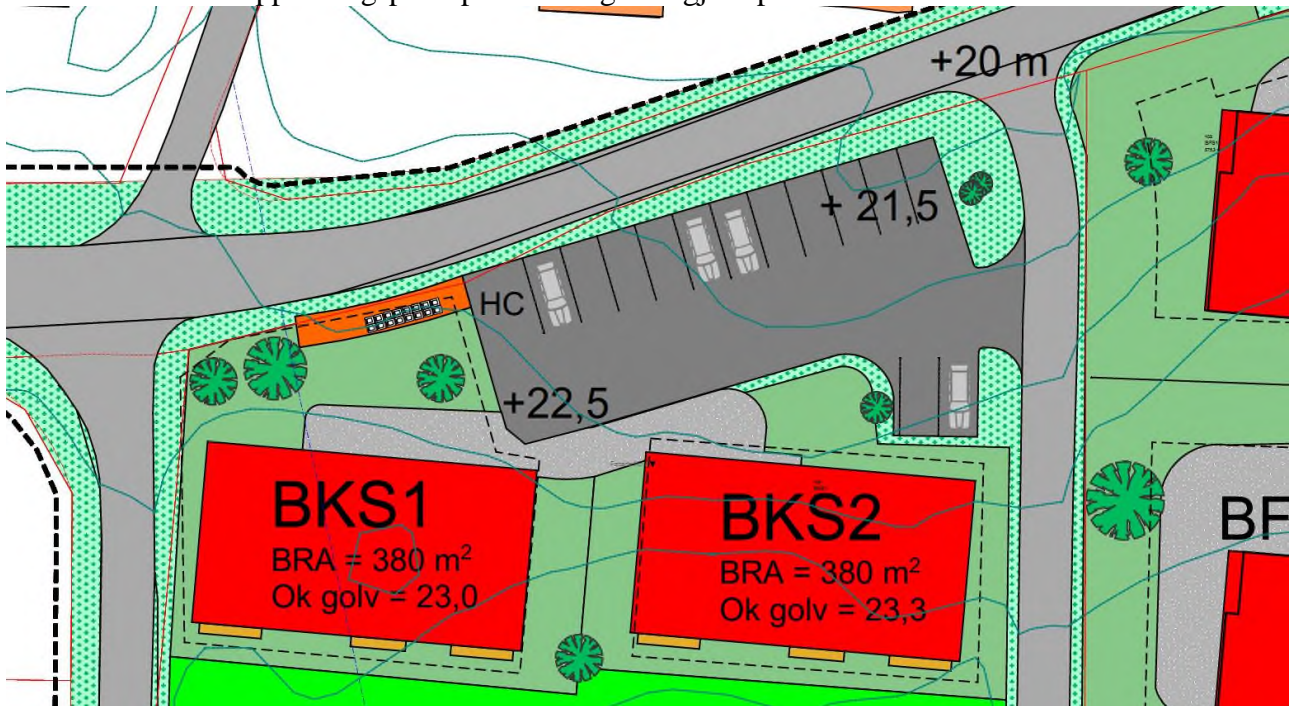 +20 m
+ 21,5
HC
+22,5
BKS1
BRA = 380 m²
Ok golv = 23,0
BKS2
BRA = 380 m²
Ok golv = 23,3
BF